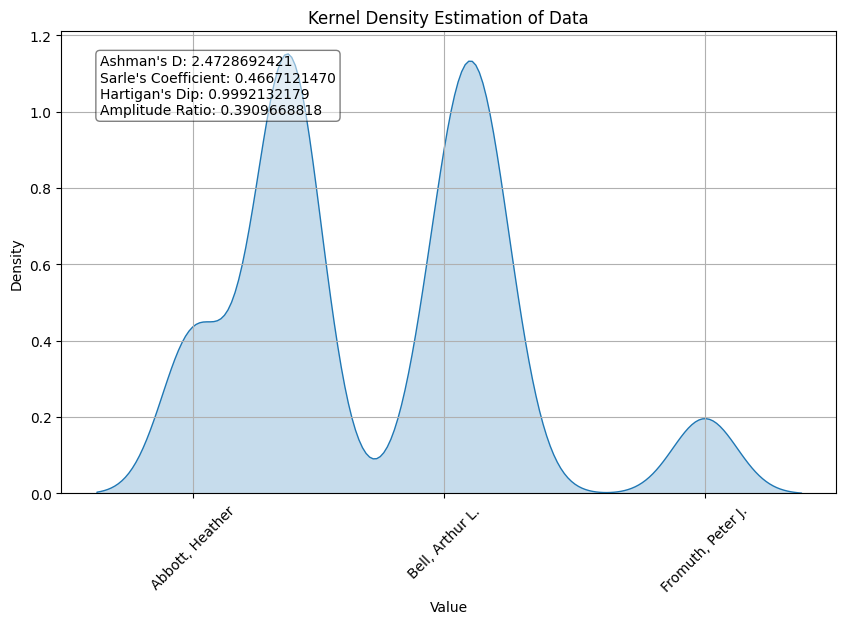 Kernel Density Estimation of Data
1.2
1.0
0.8
0.6
0.4
0.2
0.0
Density
Ashman's D: 2.4728692421
Sarle's Coefficient: 0.4667121470
Hartigan's Dip: 0.9992132179
Amplitude Ratio: 0.3909668818
Abbott, Heather
Bell, Arthur L.
Fromuth, Peter J.
Value